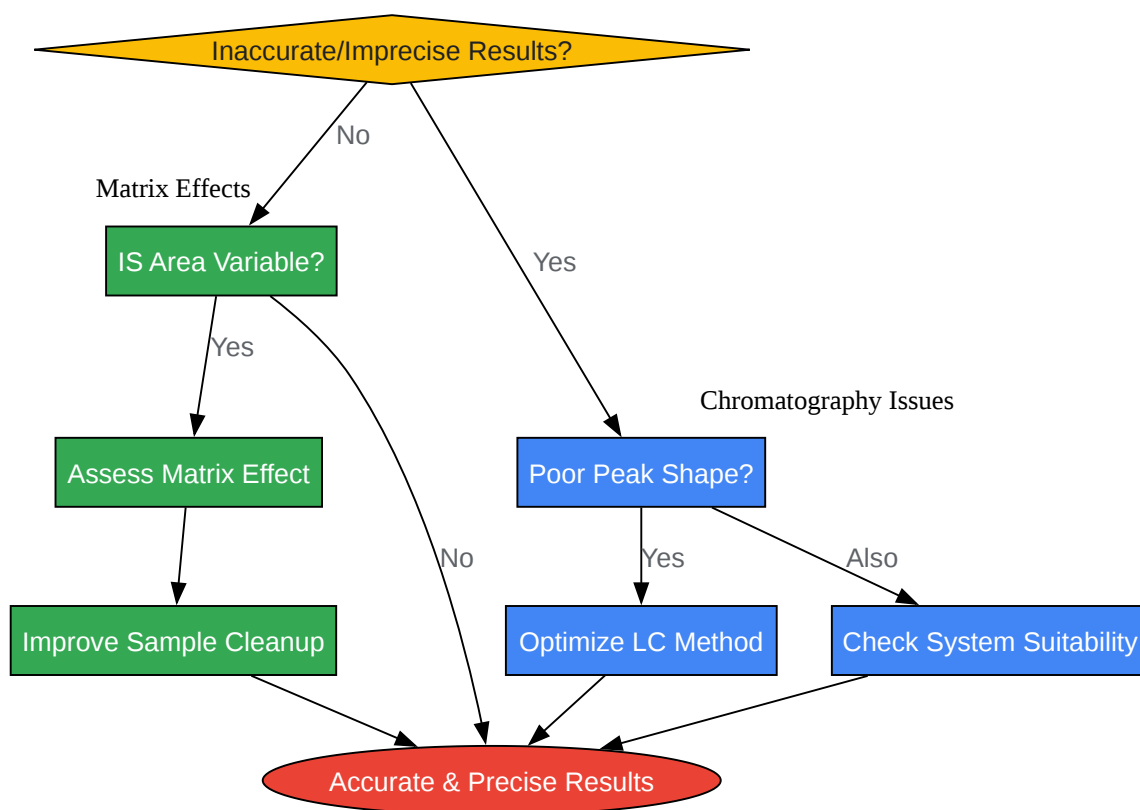 Inaccurate/Imprecise Results?
No
Matrix Effects
IS Area Variable?
Yes
Yes
Chromatography Issues
Assess Matrix Effect
Poor Peak Shape?
No
Yes
Also
Improve Sample Cleanup
Optimize LC Method
Check System Suitability
Accurate & Precise Results